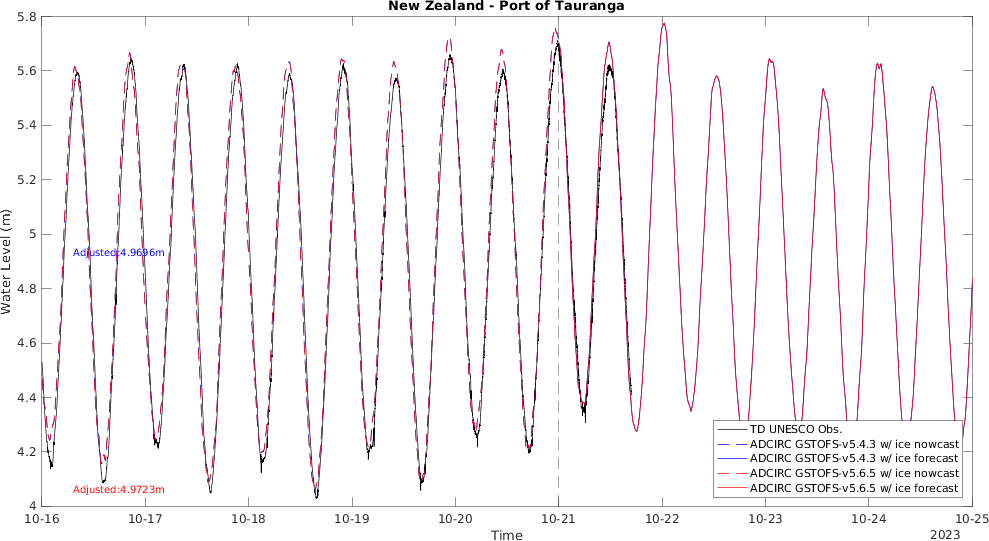 New Zealand - Port of Tauranga
5.8
5.6
5.4
5.2
5
4.8
4.6
4.4
4.2
4
Water Level (m)
Adjusted:4.9696m
Adjusted:4.9723m
TD UNESCO Obs.
ADCIRC GSTOFS-v5.4.3 w/ ice nowcast
ADCIRC GSTOFS-v5.4.3 w/ ice forecast
ADCIRC GSTOFS-v5.6.5 w/ ice nowcast
ADCIRC GSTOFS-v5.6.5 w/ ice forecast
10-16 10-17 10-18 10-19 10-20 10-21 10-22 10-23 10-24 10-25
Time
2023